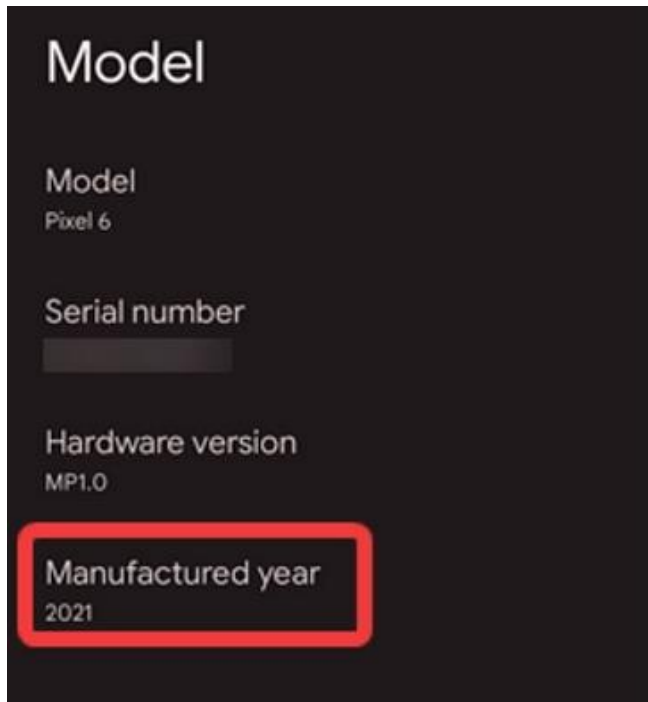 Model
Model
Pixel 6
Serial number
Hardware version
MP1.0
Manufactured year
2021